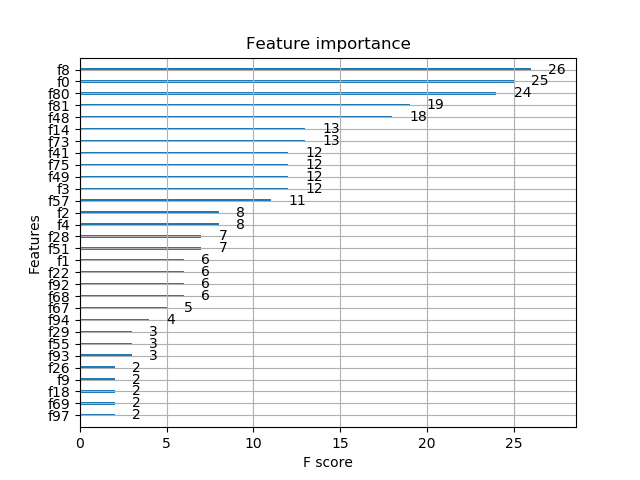 Feature importance
f8 26
f0 25
f80 24
f81 19
f48 18
f14 13
f73 13
f41 12
f75 12
f49 12
f3 12
f57 11
f2 8
f4 8
f28 7
f51 7
f1 6
f22 6
f92 6
f68 6
f67 5
f94 4
f29 3
f55 3
f93 3
f26 2
f9 2
f18 2
f69 2
f97 2
Features
0 5 10 15 20 25
F score